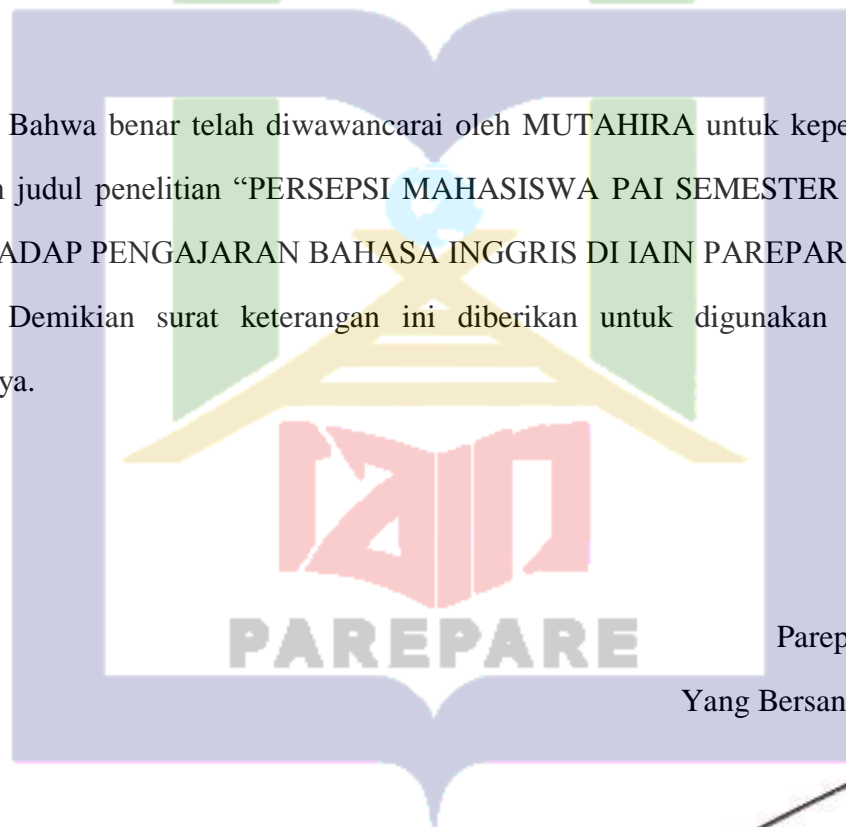 Bahwa benar telah diwawancarai oleh MUTAHIRA untuk kepe
judul penelitian “PERSEPSI MAHASISWA PAI SEMESTER
ADAP PENGAJARAN BAHASA INGGRIS DI IAIN PAREPAR
Demikian surat keterangan ini diberikan untuk digunakan
ya.
iain
PAREPARE
Parep
Yang Bersan